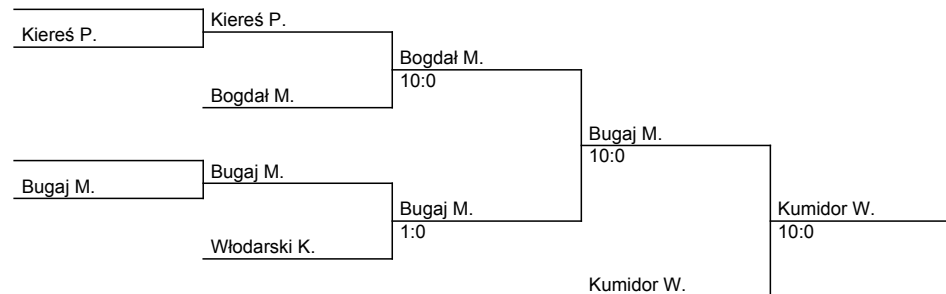 Kiereś P.
Kiereś P.
Bogdał M.
10:0
Bogdał M.
Bugaj M.
10:0
Bugaj M.
Bugaj M.
Bugaj M.
1:0
Kumidor W.
10:0
Włodarski K.
Kumidor W.